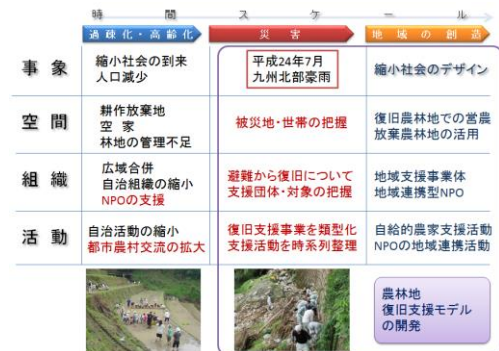 時間スケール
過疎化・高齢化 災害 地域の創造
事象
縮小社会の到来
人口減少
平成24年7月
九州北部豪雨
縮小社会のデザイン
空間
耕作放棄地
空家
林地の管理不足
被災地・世帯の把握
復旧農林地での営農
放棄農林地の活用
組織
広域合併
自治組織の縮小
NPOの支援
避難から復旧について
支援団体・対象の把握
地域支援事業体
地域連携型NPO
活動
自治活動の縮小
都市農村交流の拡大
復旧支援事業を類型化
支援活動を時系列整理
自給的農家支援活動
NPOの地域連携活動
農林地
復旧支援モデル
の開発